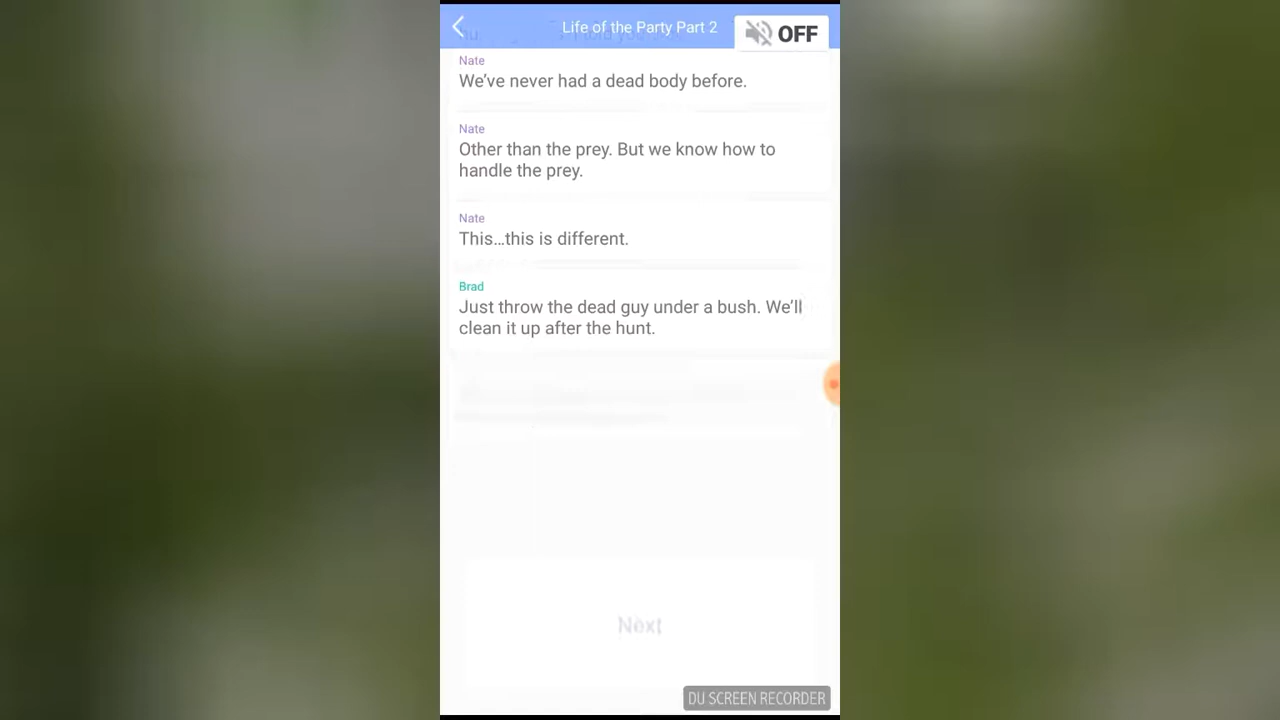 Life of the Party Part 2
OFF
Nate
We’ve never had a dead body before.
Nate
Other than the prey. But we know how to
handle the prey.
Nate
This…this is different.
Brad
Just throw the dead guy under a bush. We’ll
clean it up after the hunt.
Next
DU SCREEN RECORDER